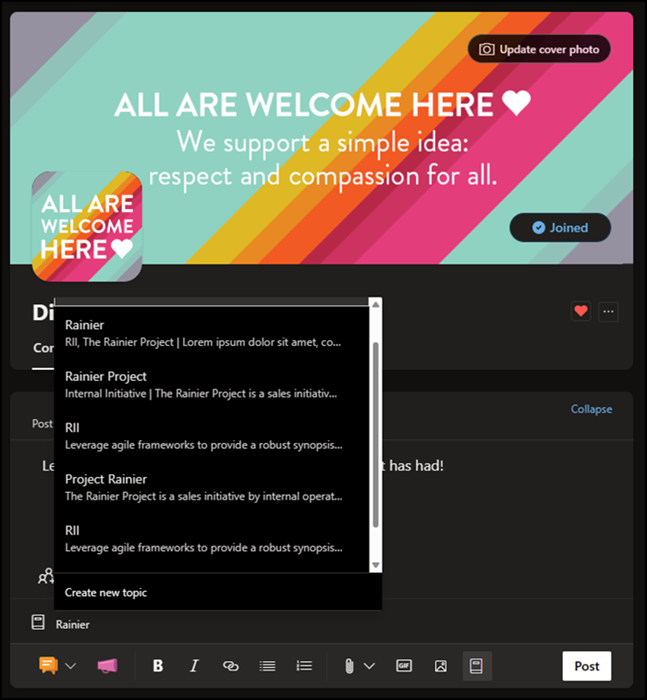 Update cover photo
ALL ARE WELCOME HERE
We support a simple idea:
respect and compassion for all.
ALL ARE
WELCOME
HERE
Joined
Di
Rainier
RII, The Rainier Project | Lorem ipsum dolor sit amet, co...
Rainier Project
Internal Initiative | The Rainier Project is a sales initiativ...
RII
Leverage agile frameworks to provide a robust synopsis...
Project Rainier
The Rainier Project is a sales initiative by internal operat...
RII
Leverage agile frameworks to provide a robust synopsis...
Create new topic
Con
Post
Collapse
Le
t has had!
Rainier
B I
GIF
Post